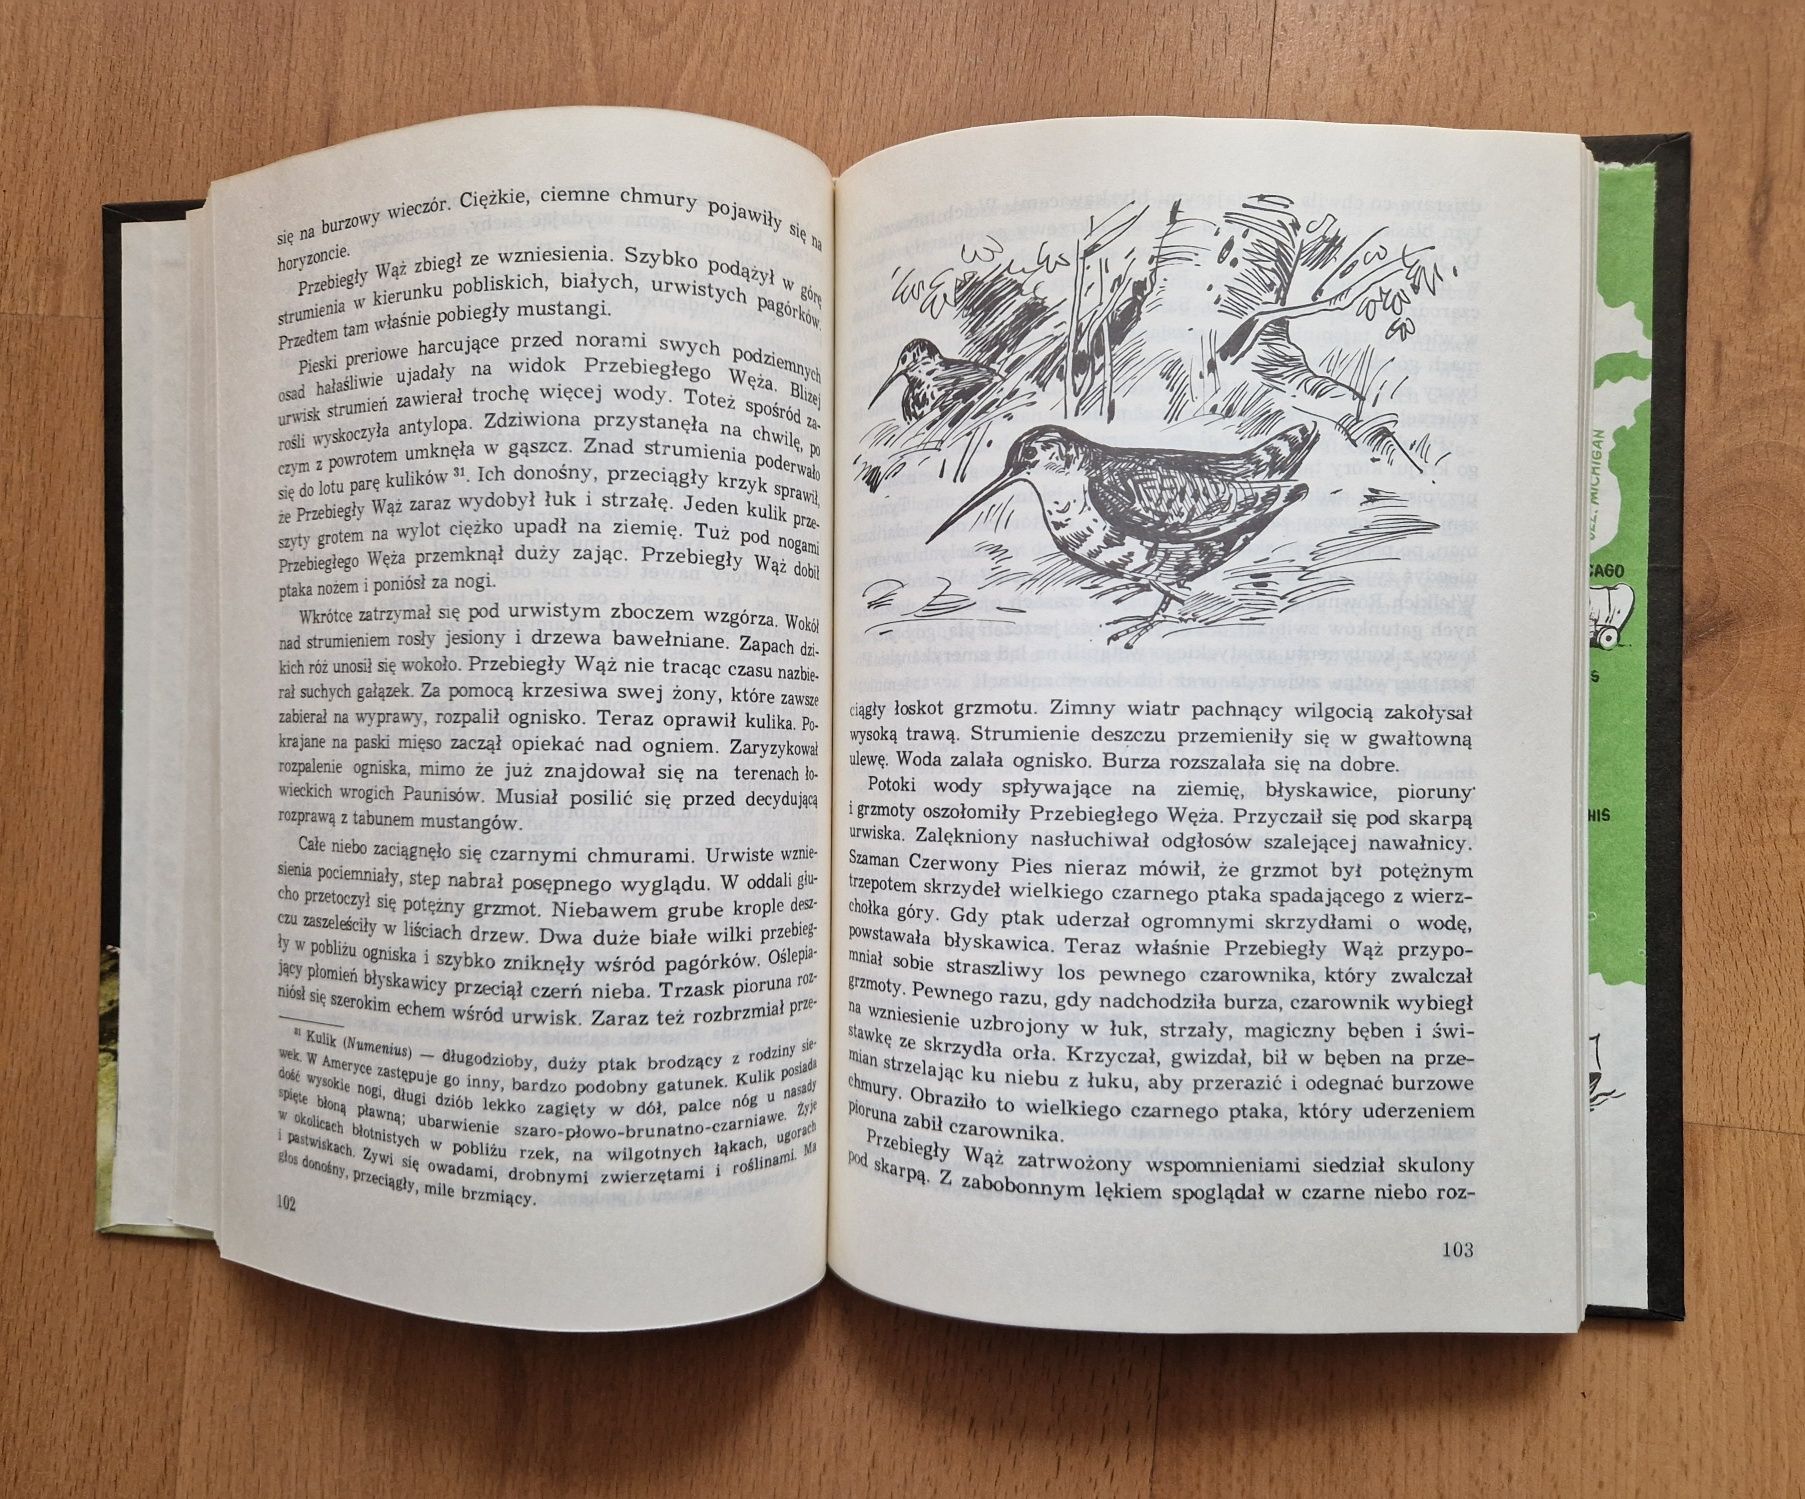 się na burzowy wieczór. Ciężkie, ciemne chmury pojawiły się na
horyzoncie.
Przebiegły Wąż zbiegł ze wzniesienia. Szybko podążył w górę
strumienia w kierunku pobliskich, białych, urwistych pagórków.
Przedtem tam właśnie pobiegły mustangi.
Pieski preriowe harcujące przed norami swych podziemnych
osad hałaśliwie ujadały na widok Przebiegłego Węża. Bliżej
urwisk strumień zawierał trochę więcej wody. Toteż spośród za-
rośli wyskoczyła antylopa. Zdziwiona przystanęła na chwilę, po
czym z powrotem umknęła w gąszcz. Znad strumienia poderwało
się do lotu parę kulików ³¹. Ich donośny, przeciągły krzyk sprawił,
że Przebiegły Wąż zaraz wydobył łuk i strzałę. Jeden kulik prze-
szyty grotem na wylot ciężko upadł na ziemię. Tuż pod nogami
Przebiegłego Węża przemknął duży zając. Przebiegły Wąż dobił
ptaka nożem i poniósł za nogi.
Wkrótce zatrzymał się pod urwistym zboczem wzgórza. Wokół
nad strumieniem rosły jesiony i drzewa bawełniane. Zapach dzi-
kich róż unosił się wokoło. Przebiegły Wąż nie tracąc czasu nazbie-
rał suchych gałązek. Za pomocą krzesiwa swej żony, które zawsze
zabierał na wyprawy, rozpalił ognisko. Teraz oprawił kulika. Po-
krajane na paski mięso zaczął opiekać nad ogniem. Zaryzykował
rozpalenie ogniska, mimo że już znajdował się na terenach ło-
wieckich wrogich Paunisów. Musiał posilić się przed decydującą
rozprawą z tabunem mustangów.
Całe niebo zaciągnęło się czarnymi chmurami. Urwiste wznie-
sienia pociemniały, step nabrał posępnego wyglądu. W oddali głu-
cho przetoczył się potężny grzmot. Niebawem grube krople desz-
czu zaszeleściły w liściach drzew. Dwa duże białe wilki przebieg-
ły w pobliżu ogniska i szybko zniknęły wśród pagórków. Oślepia-
jący płomień błyskawicy przeciął czerń nieba. Trzask pioruna roz-
niósł się szerokim echem wśród urwisk. Zaraz też rozbrzmiał prze-
³¹ Kulik (Numenius) — długodzioby, duży ptak brodzący z rodziny sie-
wek. W Ameryce zastępuje go inny, bardzo podobny gatunek. Kulik posiada
dość wysokie nogi, długi dziób lekko zagięty w dół, palce nóg u nasady
spięte błoną pławną; ubarwienie szaro-płowo-brunatno-czarniawe. Żyje
w okolicach błotnistych w pobliżu rzek, na wilgotnych łąkach, ugorach
i pastwiskach. Żywi się owadami, drobnymi zwierzętami i roślinami. Ma
głos donośny, przeciągły, mile brzmiący.
102
ciągły łoskot grzmotu. Zimny wiatr pachnący wilgocią zakołysał
wysoką trawą. Strumienie deszczu przemieniły się w gwałtowną
ulewę. Woda zalała ognisko. Burza rozszalała się na dobre.
Potoki wody spływające na ziemię, błyskawice, pioruny
i grzmoty oszołomiły Przebiegłego Węża. Przyczaił się pod skarpą
urwiska. Zalękniony nasłuchiwał odgłosów szalejącej nawałnicy.
Szaman Czerwony Pies nieraz mówił, że grzmot był potężnym
trzepotem skrzydeł wielkiego czarnego ptaka spadającego z wierz-
chołka góry. Gdy ptak uderzał ogromnymi skrzydłami o wodę,
powstawała błyskawica. Teraz właśnie Przebiegły Wąż przypo-
mniał sobie straszliwy los pewnego czarownika, który zwalczał
grzmoty. Pewnego razu, gdy nadchodziła burza, czarownik wybiegł
na wzniesienie uzbrojony w łuk, strzały, magiczny bęben i świ-
stawkę ze skrzydła orła. Krzyczał, gwizdał, bił w bęben na prze-
mian strzelając ku niebu z łuku, aby przerazić i odegnać burzowe
chmury. Obraziło to wielkiego czarnego ptaka, który uderzeniem
pioruna zabił czarownika.
Przebiegły Wąż zatrwożony wspomnieniami siedział skulony
pod skarpą. Z zabobonnym lękiem spoglądał w czarne niebo roz-
103
JEZ. MICHIGAN
CAGO
S
HIS